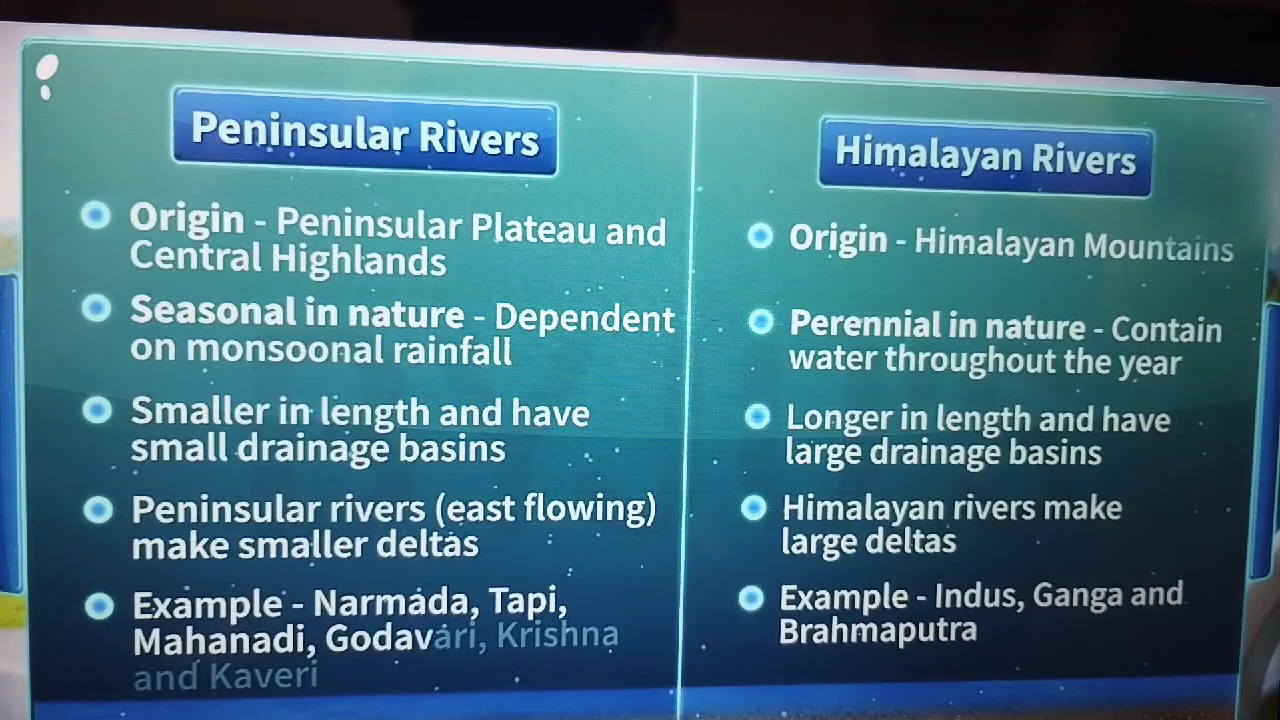 Peninsular Rivers
Origin - Peninsular Plateau and
Central Highlands
Seasonal in nature - Dependent
on monsoonal rainfall
Smaller in length and have
small drainage basins
Peninsular rivers (east flowing)
make smaller deltas
Example - Narmada, Tapi,
Mahanadi, Godavari, Krishna
and Kaveri
Himalayan Rivers
Origin - Himalayan Mountains
Perennial in nature - Contain
water throughout the year
Longer in length and have
large drainage basins
Himalayan rivers make
large deltas
Example - Indus, Ganga and
Brahmaputra